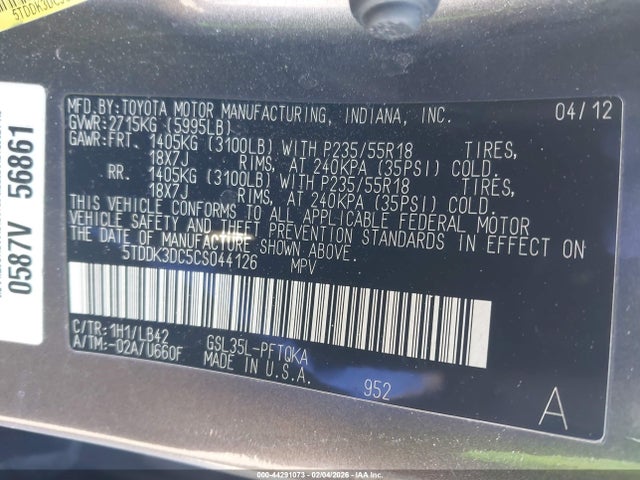 5TDDK3DC5C
0587V 56861
MFD.BY:TOYOTA MOTOR MANUFACTURING, INDIANA, INC. 04/12
GVWR:2715KG (5995LB)
GAWR:FRT. 1405KG (3100LB) WITH P235/55R18 TIRES,
18X7J RIMS, AT 240KPA (35PSI) COLD.
RR. 1405KG (3100LB) WITH P235/55R18 TIRES,
18X7J RIMS, AT 240KPA (35PSI) COLD.
THIS VEHICLE CONFORMS TO ALL APPLICABLE FEDERAL MOTOR
VEHICLE SAFETY AND THEFT PREVENTION STANDARDS IN EFFECT ON
THE DATE OF MANUFACTURE SHOWN ABOVE.
5TDDK3DC5CS044126 MPV
C/TR:1H1/LB42 GSL35L-PFTQKA
A/TM:-02A/U660F MADE IN U.S.A.
952
A
000-44291073 - 02/04/2026 - IAA, Inc.